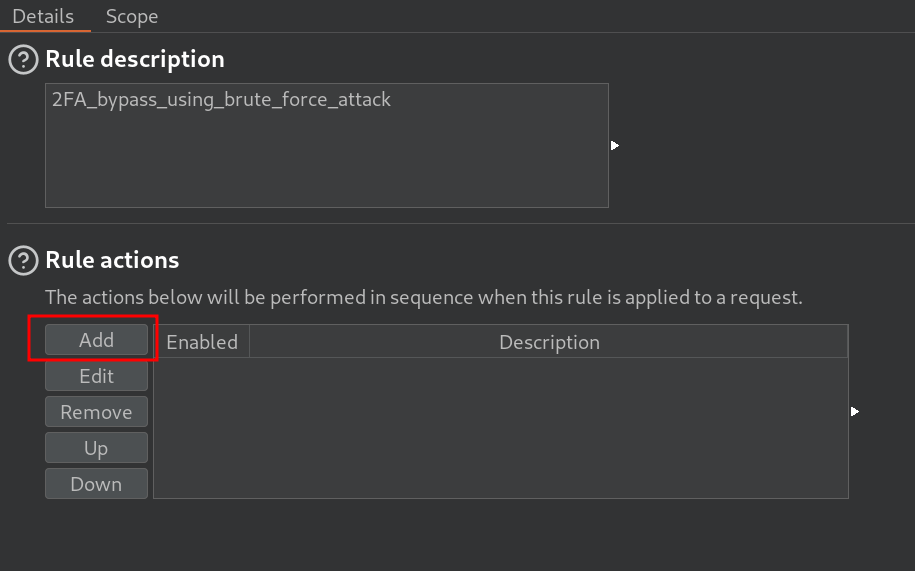 Details Scope
Rule description
2FA_bypass_using_brute_force_attack
Rule actions
The actions below will be performed in sequence when this rule is applied to a request.
Add
Enabled Description
Edit
Remove
Up
Down